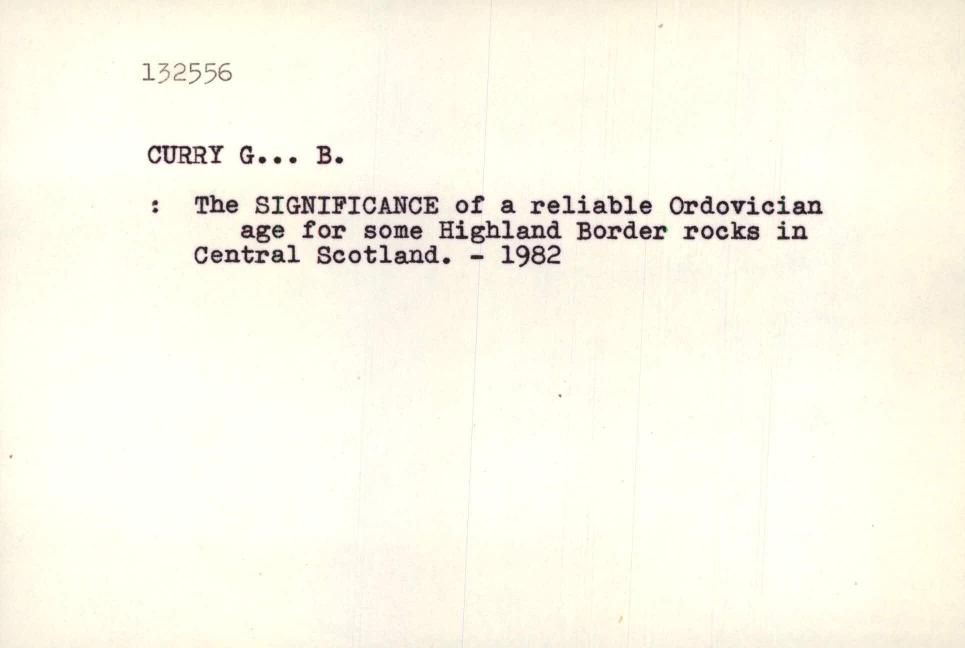 132556
CURRY G... B.
: The SIGNIFICANCE of a reliable Ordovician
age for some Highland Border rocks in
Central Scotland. - 1982